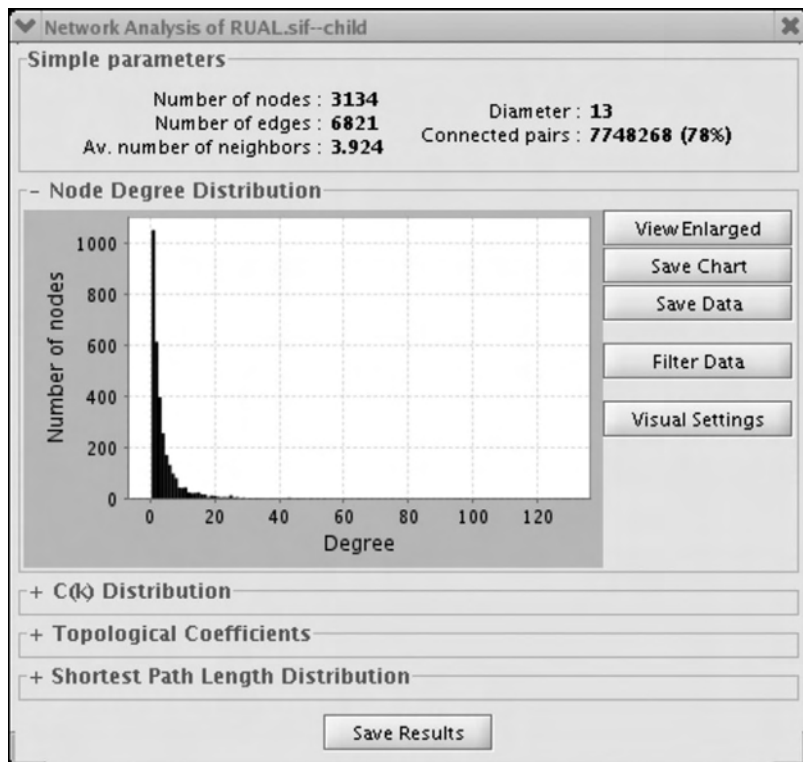 Network Analysis of RUAL.sif--child
Simple parameters
Number of nodes : 3134
Number of edges : 6821
Av. number of neighbors : 3.924
Diameter : 13
Connected pairs : 7748268 (78%)
- Node Degree Distribution
1000
800
600
400
200
0
Number of nodes
0 20 40 60 80 100 120
Degree
View Enlarged
Save Chart
Save Data
Filter Data
Visual Settings
+ C(k) Distribution
+ Topological Coefficients
+ Shortest Path Length Distribution
Save Results